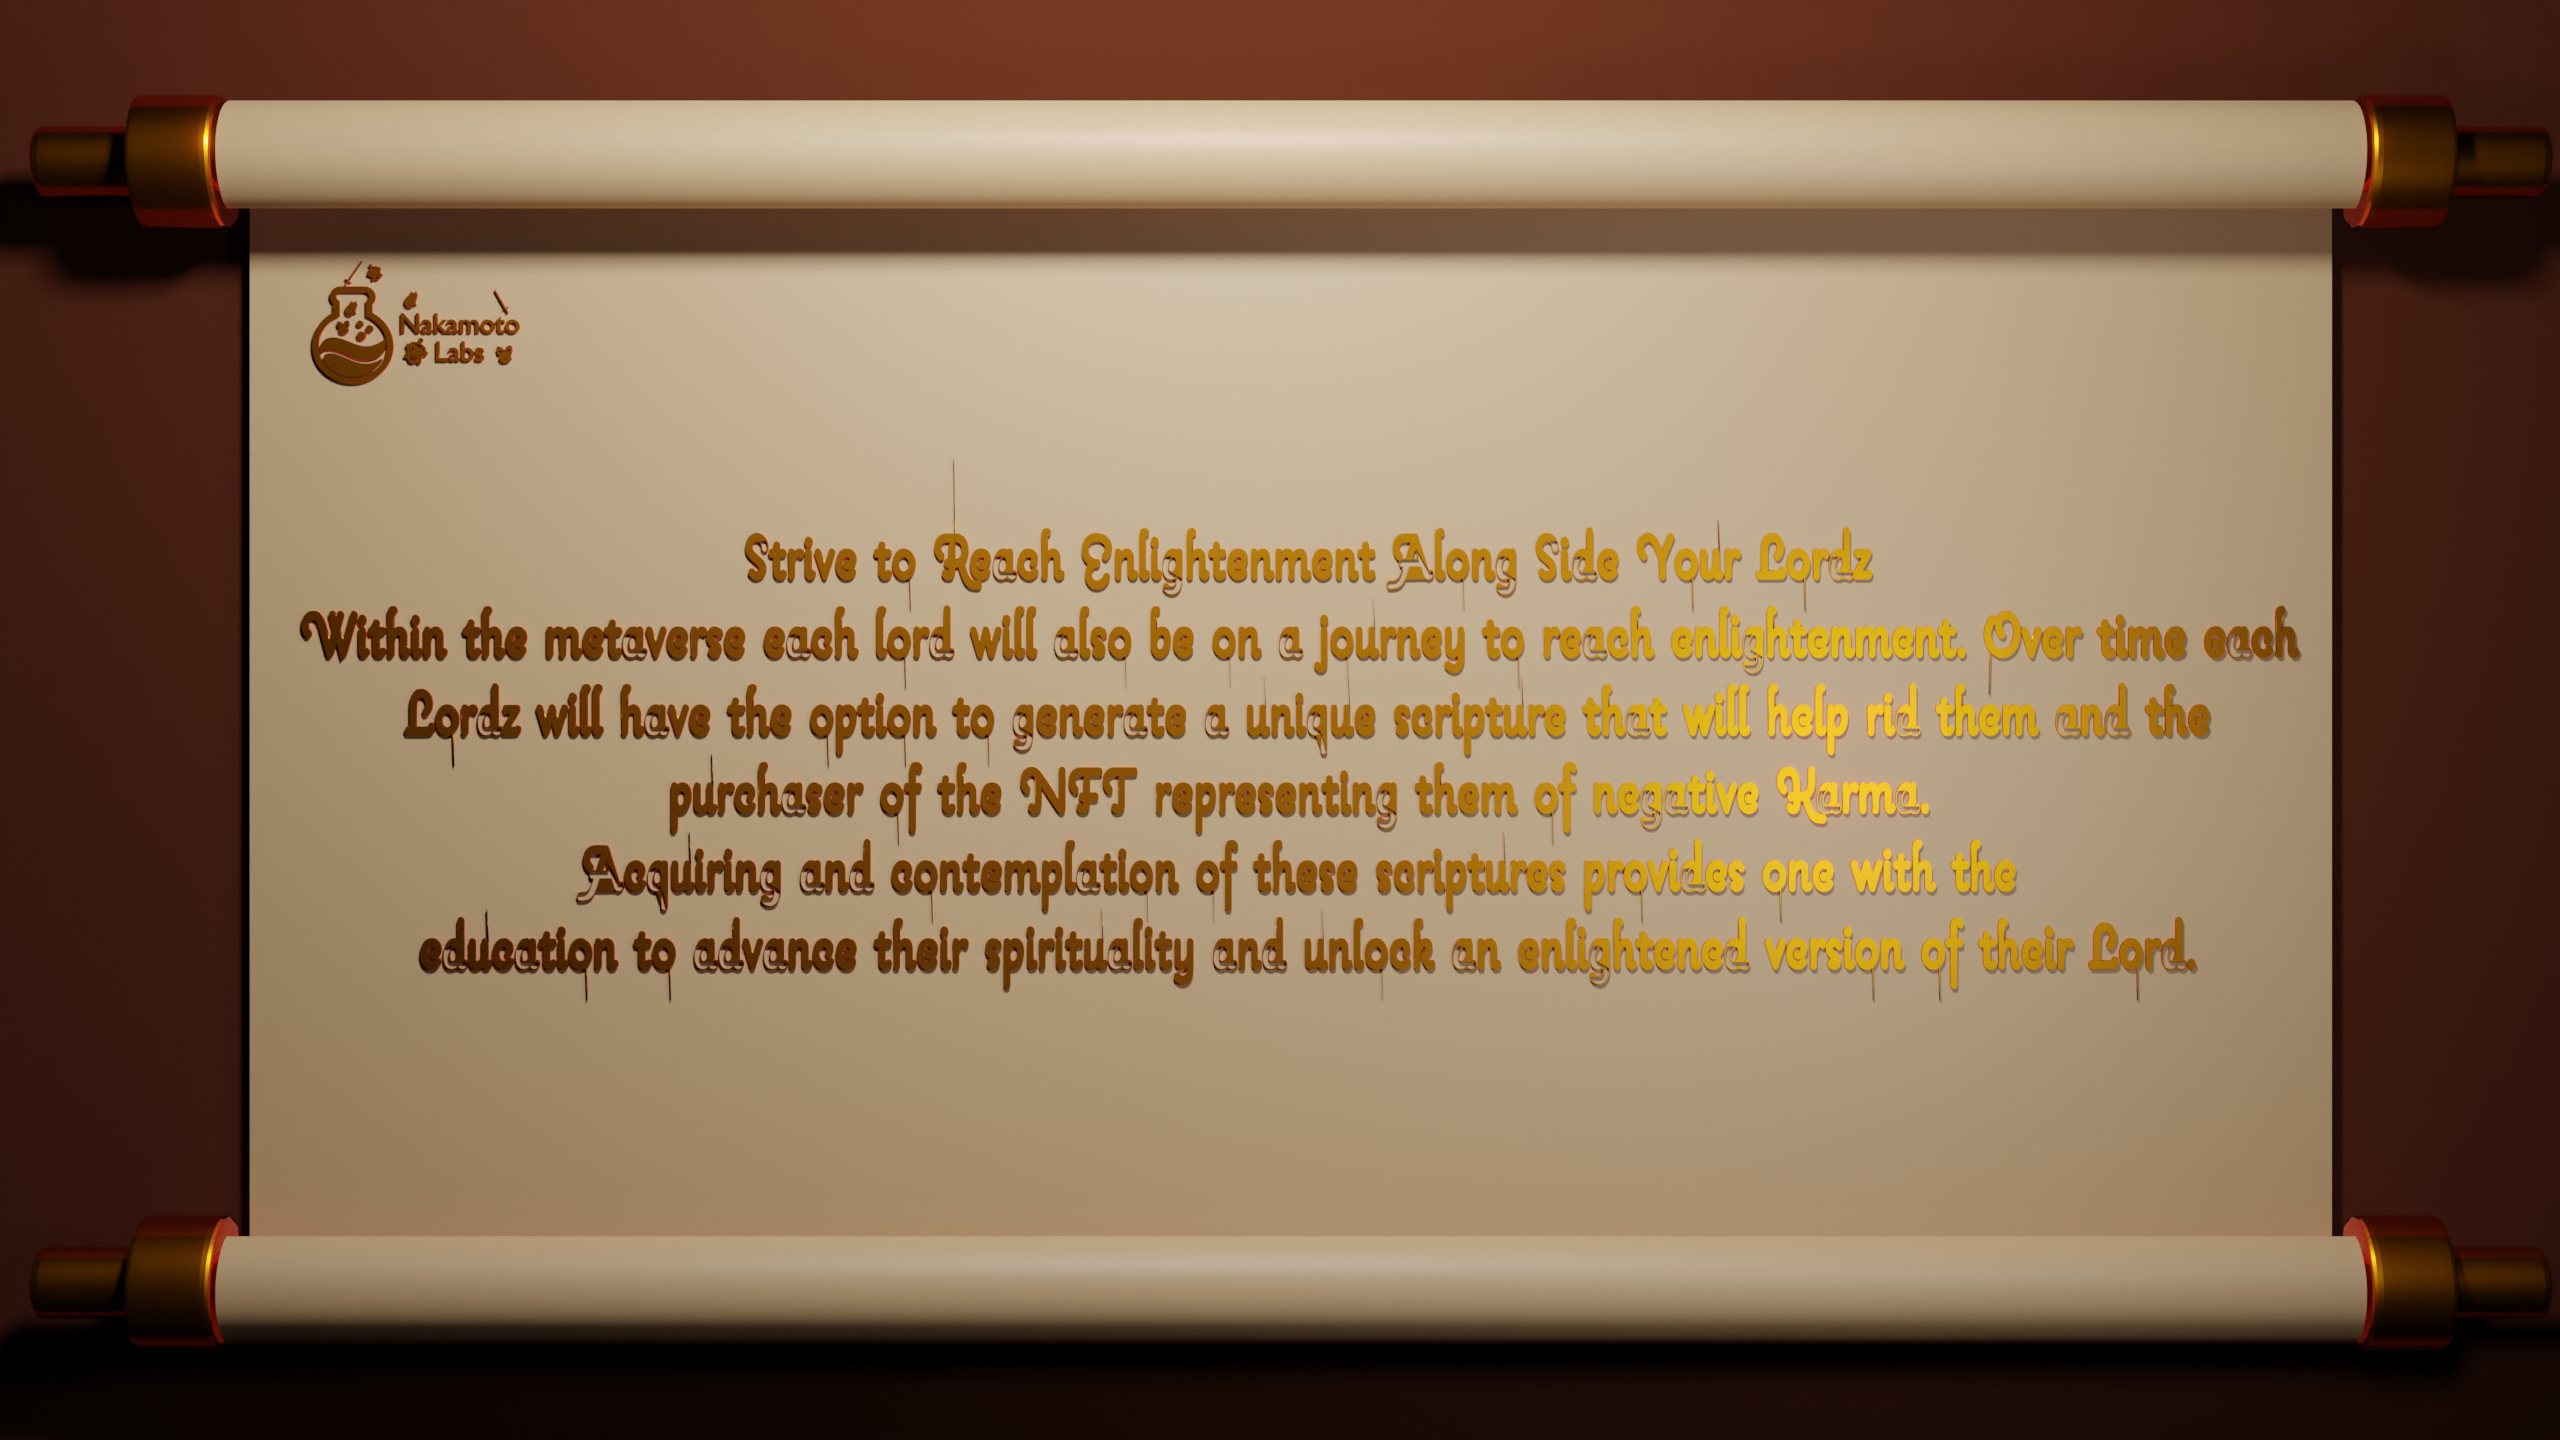 Nakamoto
Labs
Strive to Reach Enlightenment Along Side Your Lordz
Within the metaverse each lord will also be on a journey to reach enlightenment. Over time each
Lordz will have the option to generate a unique scripture that will help rid them and the
purchaser of the NFT representing them of negative Karma.
Acquiring and contemplation of these scriptures provides one with the
education to advance their spirituality and unlock an enlightened version of their Lord.